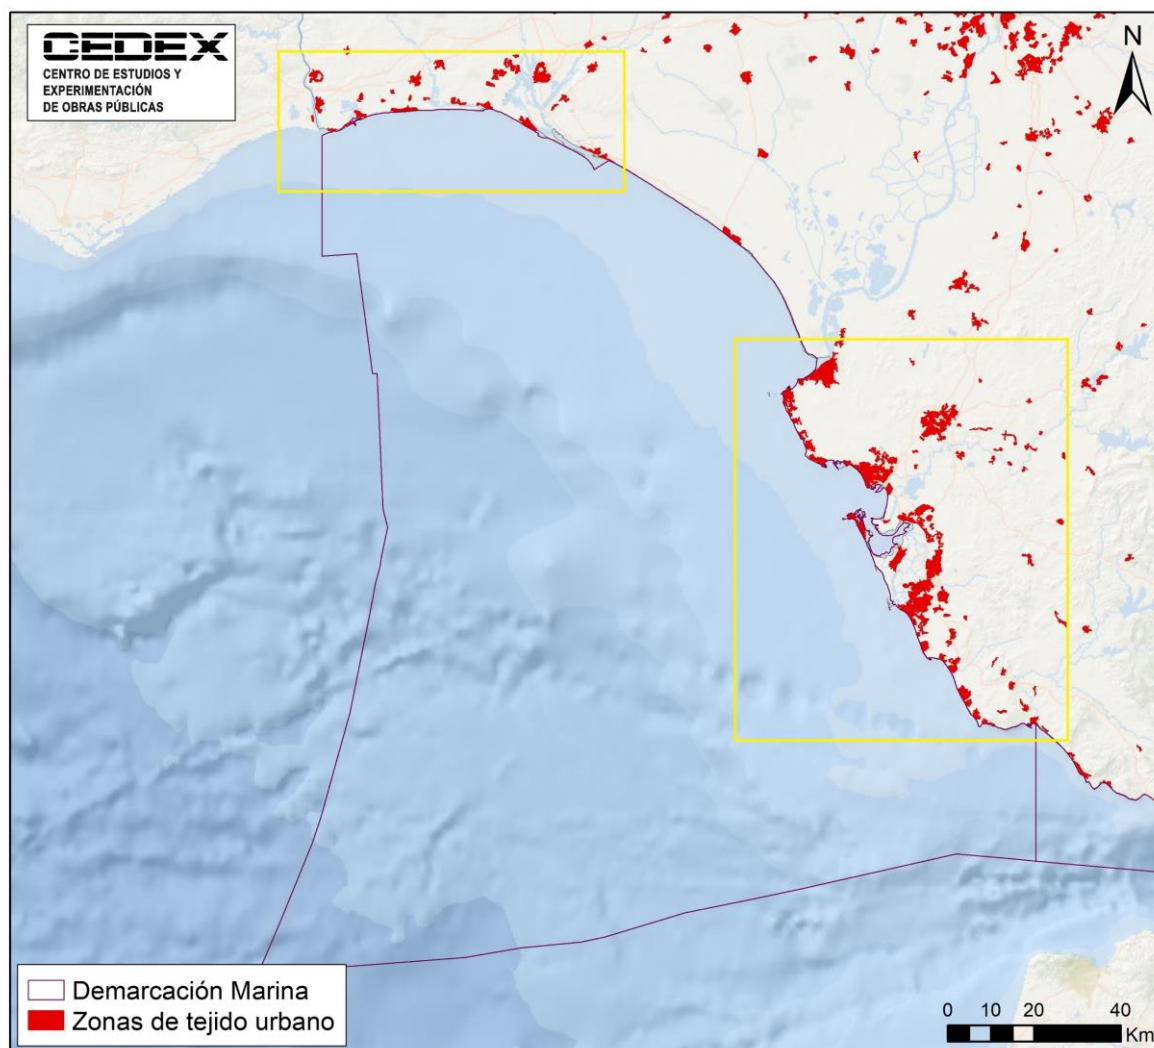 CEDEX
CENTRO DE ESTUDIOS Y
EXPERIMENTACIÓN
DE OBRAS PÚBLICAS
N
Demarcación Marina
Zonas de tejido urbano
0 10 20 40
Km